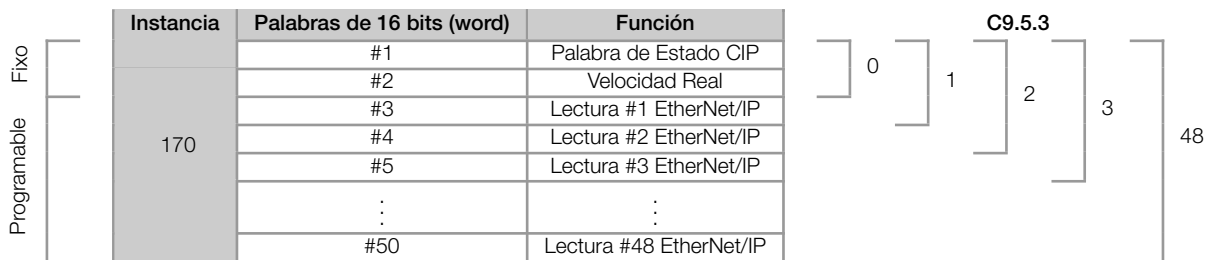 Instancia Palabras de 16 bits (word) Función C9.5.3
Fixo #1 Palabra de Estado CIP 0
#2 Velocidad Real 1
Programable 170 #3 Lectura #1 EtherNet/IP 2
#4 Lectura #2 EtherNet/IP 3
#5 Lectura #3 EtherNet/IP 48
#50 Lectura #48 EtherNet/IP